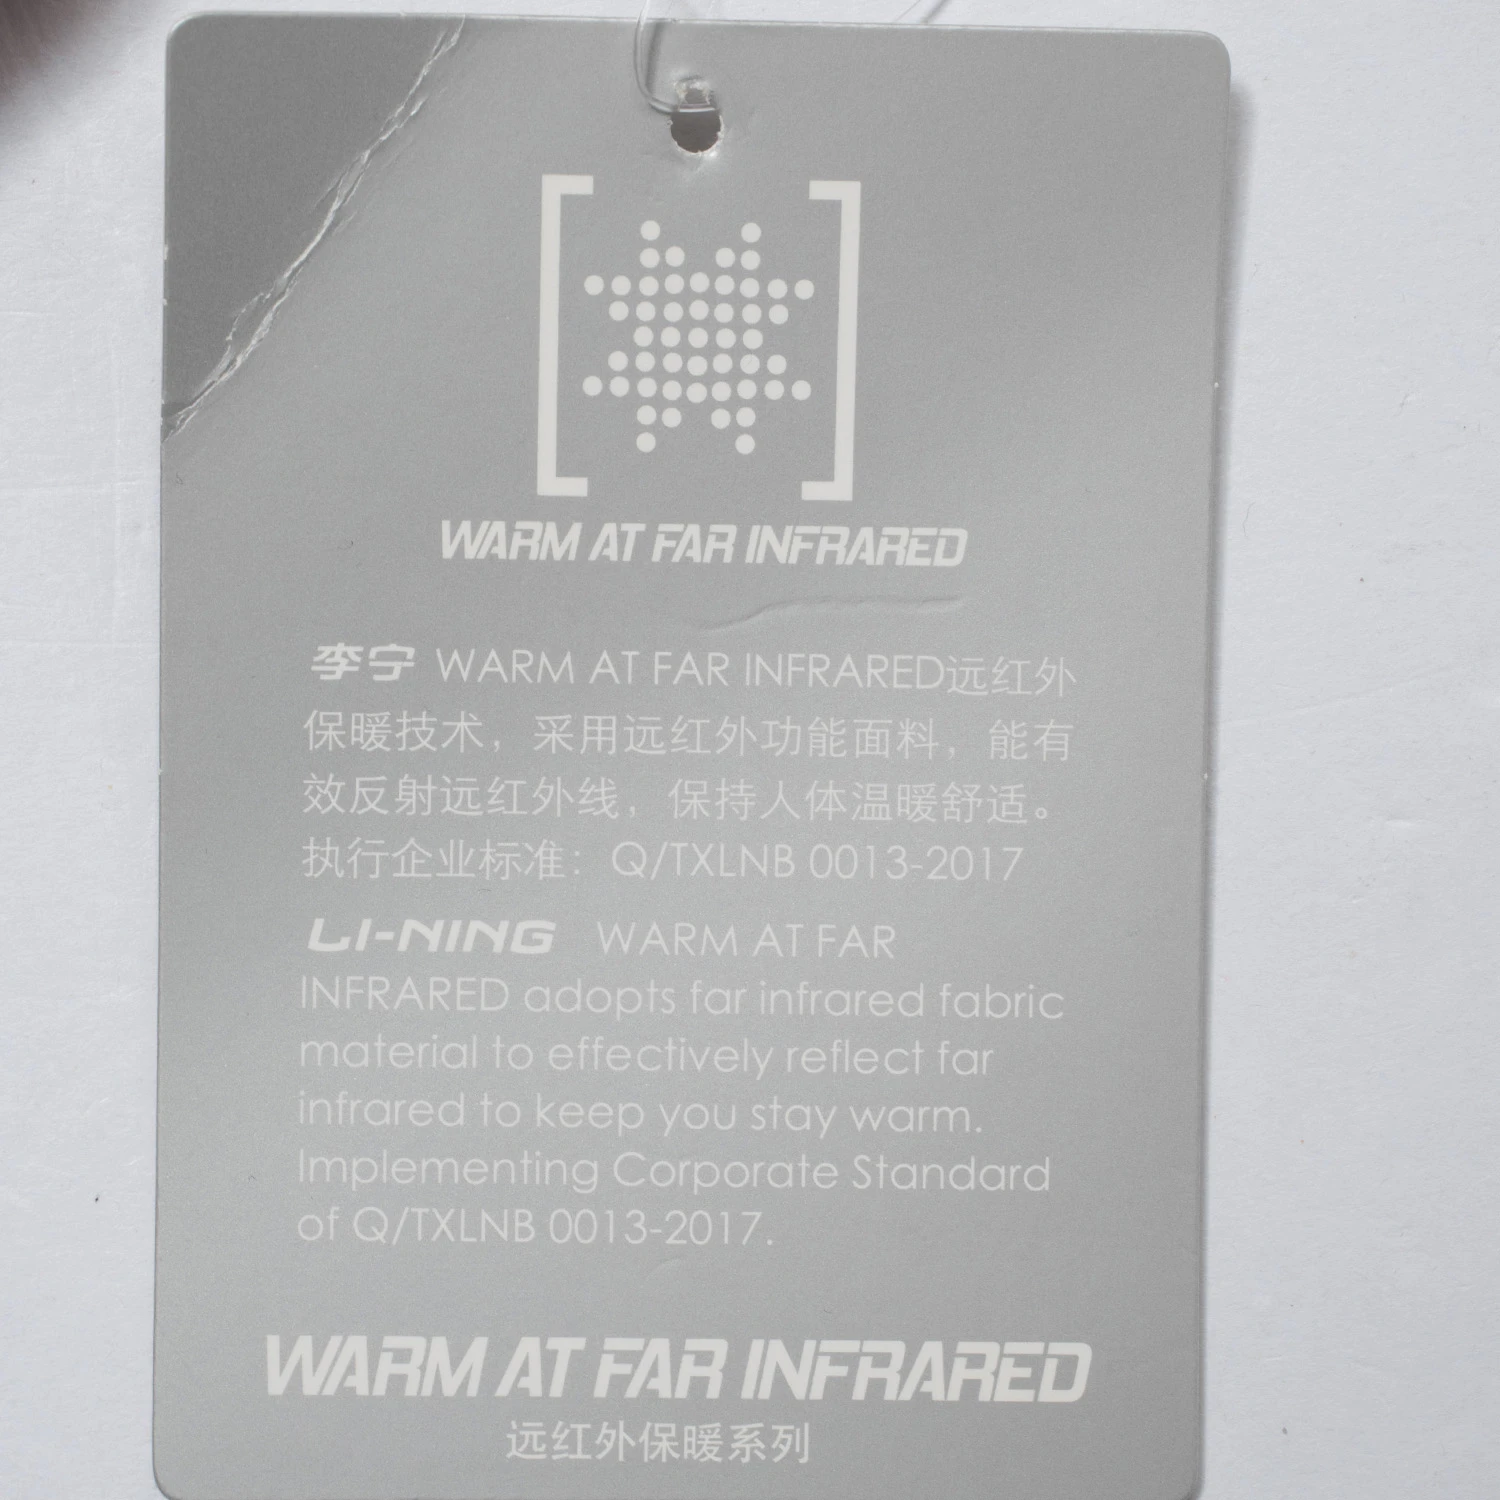 WARM AT FAR INFRARED
李宁 WARM AT FAR INFRARED远红外
保暖技术，采用远红外功能面料，能有
效反射远红外线，保持人体温暖舒适。
执行企业标准：Q/TXLNB 0013-2017
LI-NING WARM AT FAR
INFRARED adopts far infrared fabric
material to effectively reflect far
infrared to keep you stay warm.
Implementing Corporate Standard
of Q/TXLNB 0013-2017.
WARM AT FAR INFRARED
远红外保暖系列